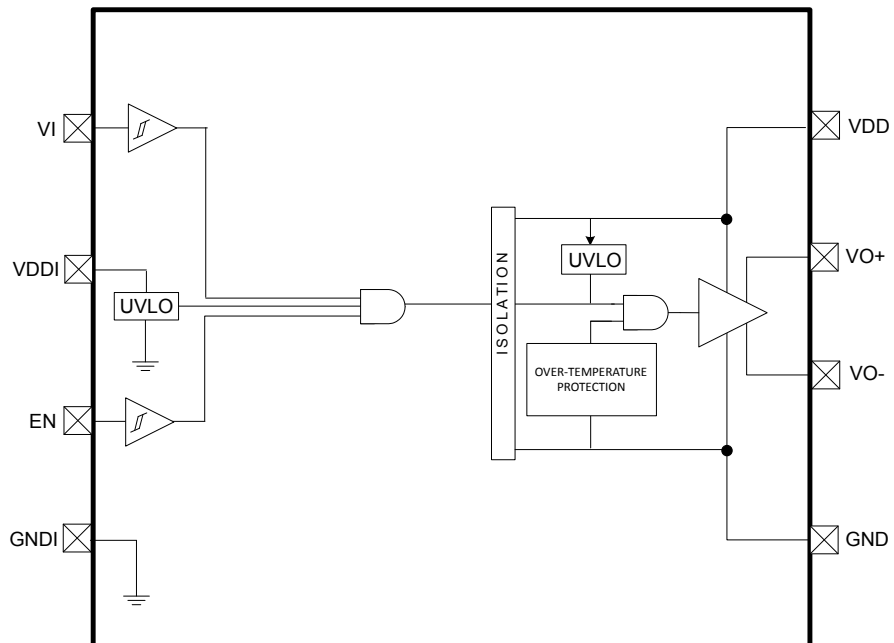 VI
VDD
VDDI
UVLO
UVLO
VO+
ISOLATION
OVER-TEMPERATURE
PROTECTION
VO-
EN
GNDI
GND